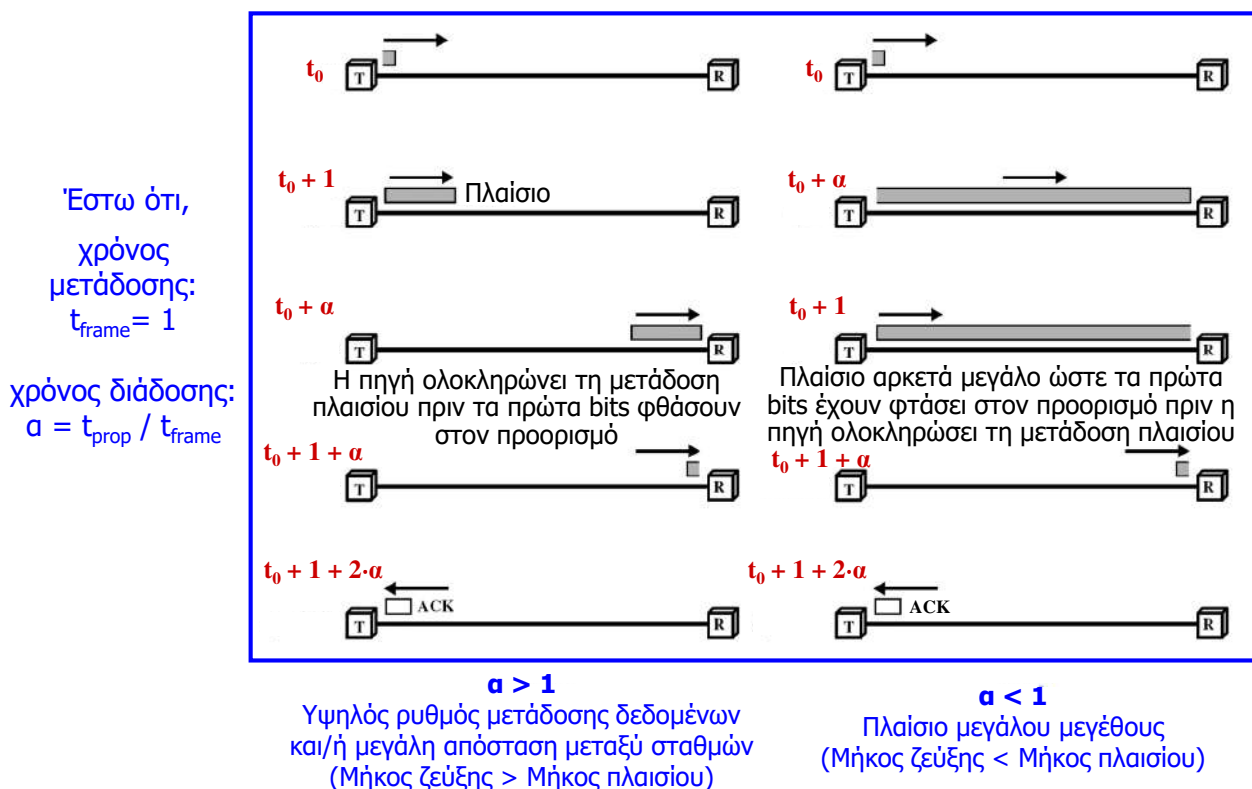 Έστω ότι,
χρόνος
μετάδοσης:
t_frame = 1
χρόνος διάδοσης:
α = t_prop / t_frame
t₀
T
R
t₀ + 1
Πλαίσιο
T
R
t₀ + α
T
R
Η πηγή ολοκληρώνει τη μετάδοση
πλαισίου πριν τα πρώτα bits φθάσουν
στον προορισμό
t₀ + 1 + α
T
R
t₀ + 1 + 2·α
ACK
T
R
α > 1
Υψηλός ρυθμός μετάδοσης δεδομένων
και/ή μεγάλη απόσταση μεταξύ σταθμών
(Μήκος ζεύξης > Μήκος πλαισίου)
t₀
T
R
t₀ + α
T
R
t₀ + 1
T
R
Πλαίσιο αρκετά μεγάλο ώστε τα πρώτα
bits έχουν φτάσει στον προορισμό πριν η
πηγή ολοκληρώσει τη μετάδοση πλαισίου
t₀ + 1 + α
T
R
t₀ + 1 + 2·α
ACK
T
R
α < 1
Πλαίσιο μεγάλου μεγέθους
(Μήκος ζεύξης < Μήκος πλαισίου)